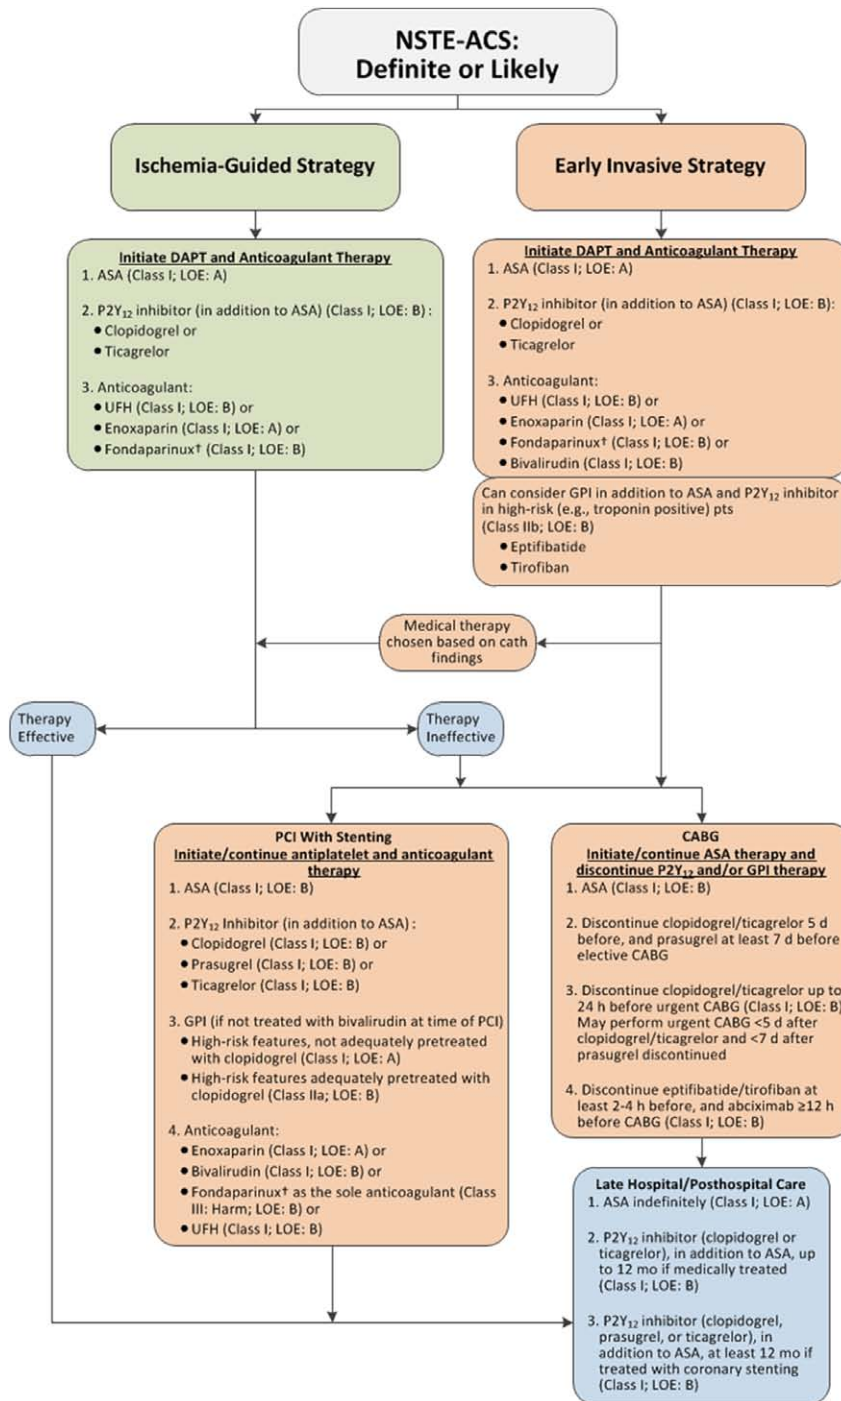 NSTE-ACS:
Definite or Likely
Ischemia-Guided Strategy
Early Invasive Strategy
Initiate DAPT and Anticoagulant Therapy
1. ASA (Class I; LOE: A)
2. P2Y₁₂ inhibitor (in addition to ASA) (Class I; LOE: B) :
● Clopidogrel or
● Ticagrelor
3. Anticoagulant:
● UFH (Class I; LOE: B) or
● Enoxaparin (Class I; LOE: A) or
● Fondaparinux† (Class I; LOE: B)
Initiate DAPT and Anticoagulant Therapy
1. ASA (Class I; LOE: A)
2. P2Y₁₂ inhibitor (in addition to ASA) (Class I; LOE: B):
● Clopidogrel or
● Ticagrelor
3. Anticoagulant:
● UFH (Class I; LOE: B) or
● Enoxaparin (Class I; LOE: A) or
● Fondaparinux† (Class I; LOE: B) or
● Bivalirudin (Class I; LOE: B)
Can consider GPI in addition to ASA and P2Y₁₂ inhibitor
in high-risk (e.g., troponin positive) pts
(Class IIb; LOE: B)
● Eptifibatide
● Tirofiban
Medical therapy
chosen based on cath
findings
Therapy
Effective
Therapy
Ineffective
PCI With Stenting
Initiate/continue antiplatelet and anticoagulant
therapy
1. ASA (Class I; LOE: B)
2. P2Y₁₂ Inhibitor (in addition to ASA) :
● Clopidogrel (Class I; LOE: B) or
● Prasugrel (Class I; LOE: B) or
● Ticagrelor (Class I; LOE: B)
3. GPI (if not treated with bivalirudin at time of PCI)
● High-risk features, not adequately pretreated
with clopidogrel (Class I; LOE: A)
● High-risk features adequately pretreated with
clopidogrel (Class IIa; LOE: B)
4. Anticoagulant:
● Enoxaparin (Class I; LOE: A) or
● Bivalirudin (Class I; LOE: B) or
● Fondaparinux† as the sole anticoagulant (Class
III: Harm; LOE: B) or
● UFH (Class I; LOE: B)
CABG
Initiate/continue ASA therapy and
discontinue P2Y₁₂ and/or GPI therapy
1. ASA (Class I; LOE: B)
2. Discontinue clopidogrel/ticagrelor 5 d
before, and prasugrel at least 7 d before
elective CABG
3. Discontinue clopidogrel/ticagrelor up to
24 h before urgent CABG (Class I; LOE: B)
May perform urgent CABG <5 d after
clopidogrel/ticagrelor and <7 d after
prasugrel discontinued
4. Discontinue eptifibatide/tirofiban at
least 2-4 h before, and abciximab ≥12 h
before CABG (Class I; LOE: B)
Late Hospital/Posthospital Care
1. ASA indefinitely (Class I; LOE: A)
2. P2Y₁₂ inhibitor (clopidogrel or
ticagrelor), in addition to ASA, up
to 12 mo if medically treated
(Class I; LOE: B)
3. P2Y₁₂ inhibitor (clopidogrel,
prasugrel, or ticagrelor), in
addition to ASA, at least 12 mo if
treated with coronary stenting
(Class I; LOE: B)